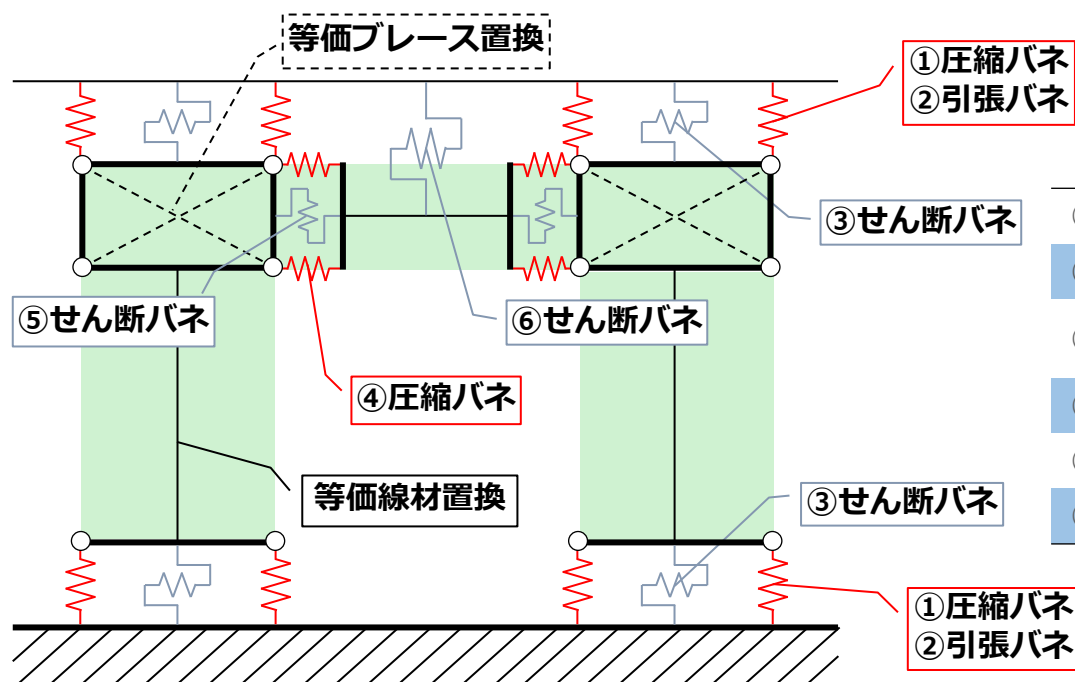 等価ブレース置換
①圧縮バネ
②引張バネ
③せん断バネ
⑤せん断バネ
⑥せん断バネ
④圧縮バネ
等価線材置換
③せん断バネ
①圧縮バネ
②引張バネ